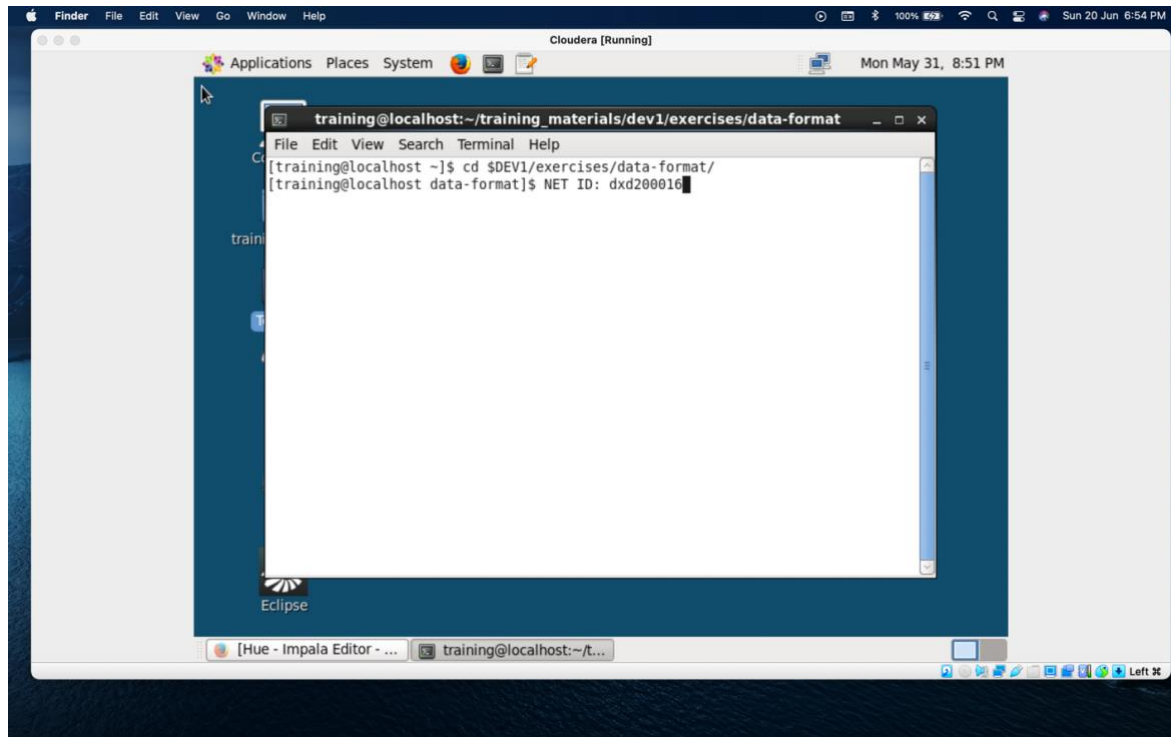 Finder File Edit View Go Window Help 100% Sun 20 Jun 6:54 PM
Cloudera [Running]
Applications Places System Mon May 31, 8:51 PM
training@localhost:~/training_materials/dev1/exercises/data-format
File Edit View Search Terminal Help
[training@localhost ~]$ cd $DEV1/exercises/data-format/
[training@localhost data-format]$ NET ID: dxd200016
traini
Eclipse
[Hue - Impala Editor - ... training@localhost:~/t...
Left ⌘